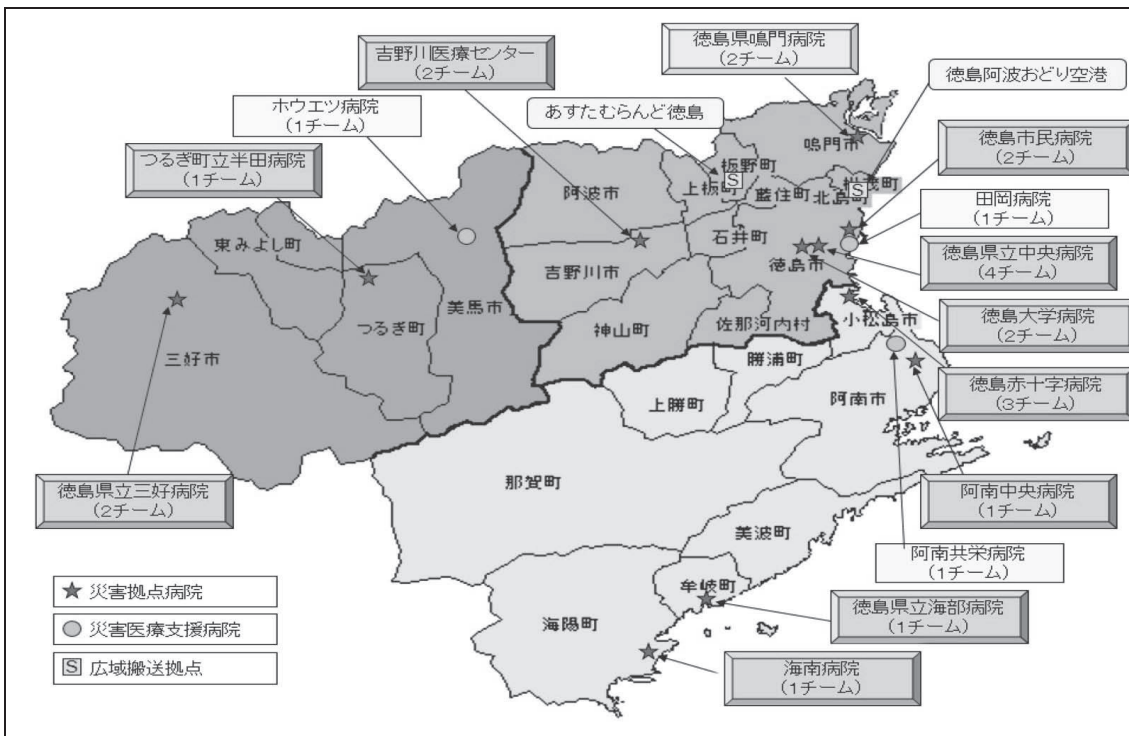 徳島県鳴門病院
(2チーム)
吉野川医療センター
(2チーム)
徳島阿波おどり空港
ホウエツ病院
(1チーム)
あすたむらんど徳島
徳島市民病院
(2チーム)
つるぎ町立半田病院
(1チーム)
田岡病院
(1チーム)
徳島県立中央病院
(4チーム)
徳島大学病院
(2チーム)
徳島赤十字病院
(3チーム)
鳴門市
板野町
松茂町
上板町
藍住町
北島町
阿波市
石井町
徳島市
東みよし町
吉野川市
美馬市
つるぎ町
神山町
佐那河内村
小松島市
三好市
勝浦町
上勝町
阿南市
徳島県立三好病院
(2チーム)
那賀町
阿南中央病院
(1チーム)
美波町
阿南共栄病院
(1チーム)
牟岐町
徳島県立海部病院
(1チーム)
海陽町
海南病院
(1チーム)
災害拠点病院
災害医療支援病院
S 広域搬送拠点
S
S